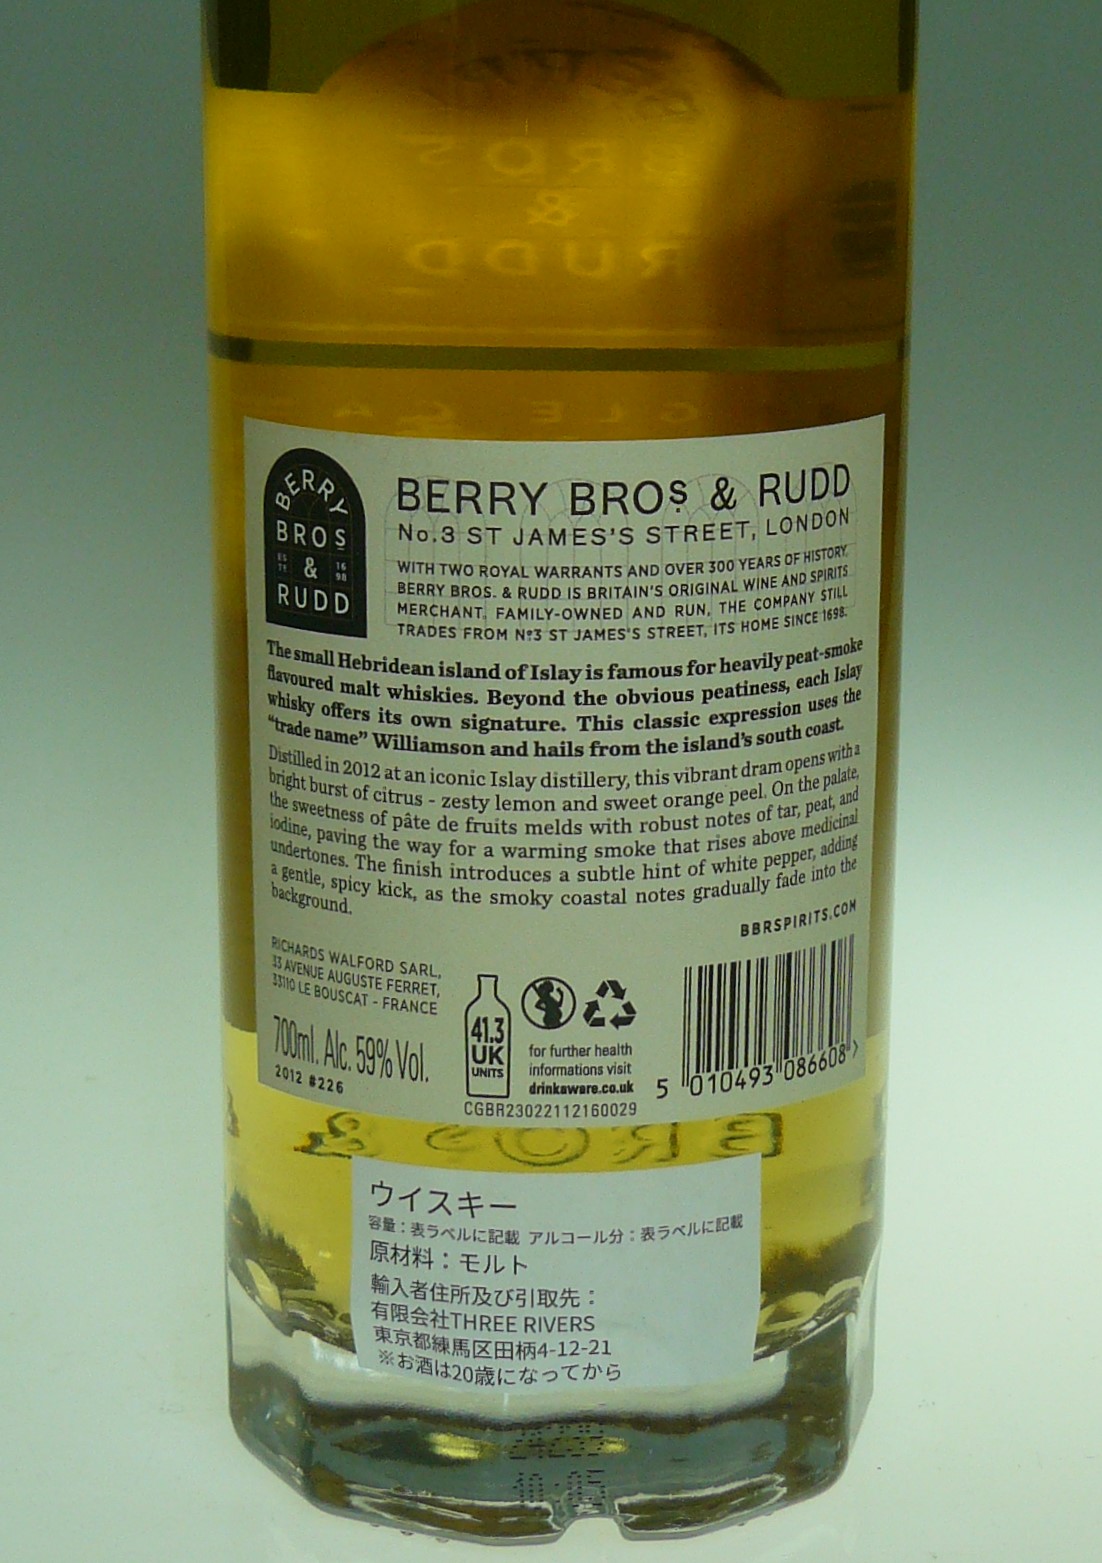 BERRY
BROS
& RUDD
BERRY
BROS
ES TE & 16 98
RUDD
BERRY BROS & RUDD
No.3 ST JAMES'S STREET, LONDON
WITH TWO ROYAL WARRANTS AND OVER 300 YEARS OF HISTORY,
BERRY BROS. & RUDD IS BRITAIN'S ORIGINAL WINE AND SPIRITS
MERCHANT. FAMILY-OWNED AND RUN, THE COMPANY STILL
TRADES FROM Nº3 ST JAMES'S STREET, ITS HOME SINCE 1698.
The small Hebridean island of Islay is famous for heavily peat-smoke
flavoured malt whiskies. Beyond the obvious peatiness, each Islay
whisky offers its own signature. This classic expression uses the
“trade name” Williamson and hails from the island's south coast.
Distilled in 2012 at an iconic Islay distillery, this vibrant dram opens with a
bright burst of citrus - zesty lemon and sweet orange peel. On the palate,
the sweetness of pâte de fruits melds with robust notes of tar, peat, and
iodine, paving the way for a warming smoke that rises above medicinal
undertones. The finish introduces a subtle hint of white pepper, adding
a gentle, spicy kick, as the smoky coastal notes gradually fade into the
background.
BBRSPIRITS.COM
RICHARDS WALFORD SARL,
33 AVENUE AUGUSTE FERRET,
33110 LE BOUSCAT - FRANCE
700ml. Alc. 59% Vol.
2012 #226
41.3
UK
UNITS
for further health
informations visit
drinkaware.co.uk
CGBR23022112160029
5 010493 086608 >
BROS &
ウイスキー
容量：表ラベルに記載 アルコール分：表ラベルに記載
原材料：モルト
輸入者住所及び引取先：
有限会社THREE RIVERS
東京都練馬区田柄4-12-21
※お酒は20歳になってから